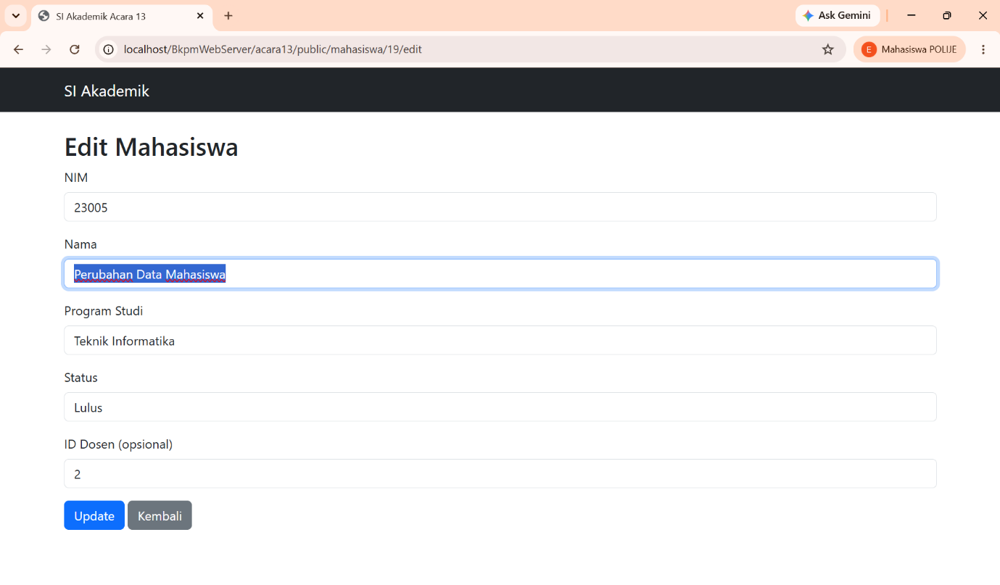 SI Akademik Acara 13
Ask Gemini
localhost/BkpmWebServer/acara13/public/mahasiswa/19/edit
E Mahasiswa POLIJE
SI Akademik
Edit Mahasiswa
NIM
23005
Nama
Perubahan Data Mahasiswa
Program Studi
Teknik Informatika
Status
Lulus
ID Dosen (opsional)
2
Update Kembali